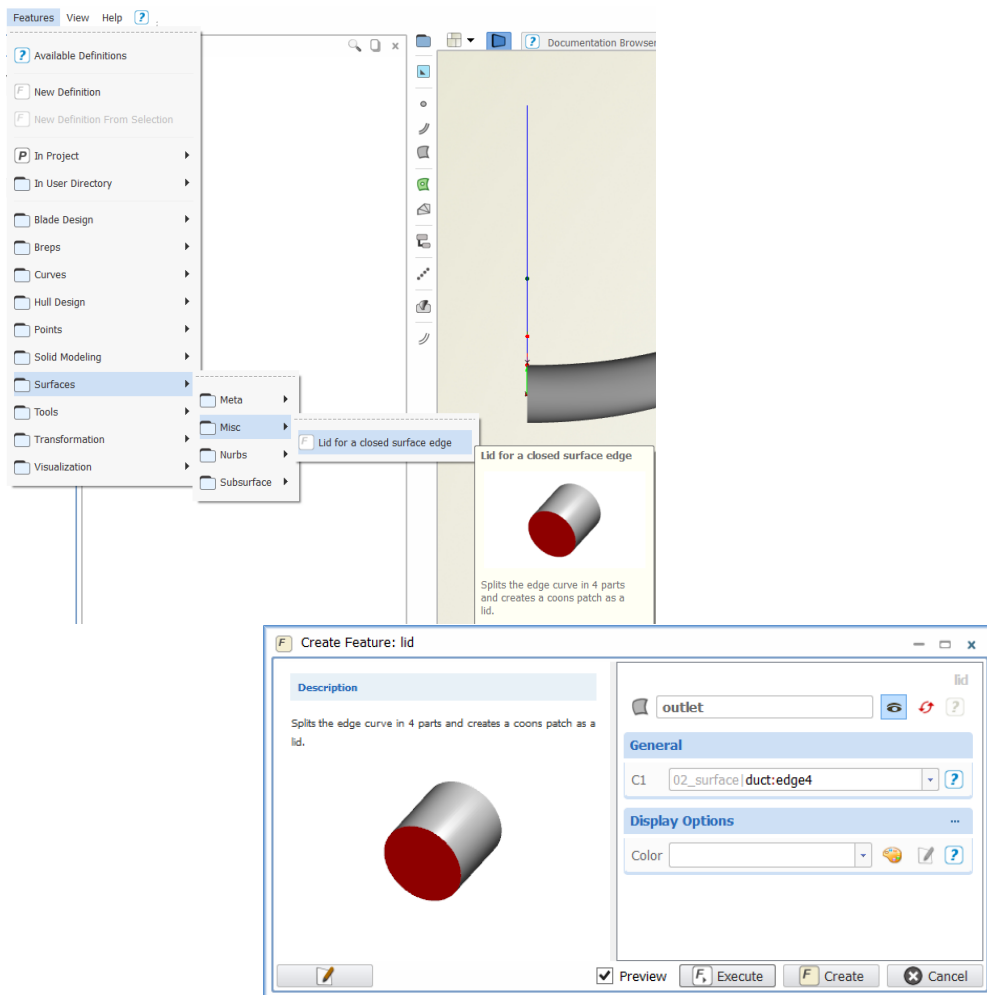 Features View Help ?
Documentation Browser
? Available Definitions
F New Definition
F New Definition From Selection
P In Project
In User Directory
Blade Design
Breps
Curves
Hull Design
Points
Solid Modeling
Surfaces
Tools
Transformation
Visualization
Meta
Misc
Nurbs
Subsurface
F Lid for a closed surface edge
Lid for a closed surface edge
Splits the edge curve in 4 parts
and creates a coons patch as a
lid.
F Create Feature: lid
Description
Splits the edge curve in 4 parts and creates a coons patch as a
lid.
lid
outlet ?
General
C1 02_surface|duct:edge4 ?
Display Options ...
Color ?
Preview F Execute F Create Cancel